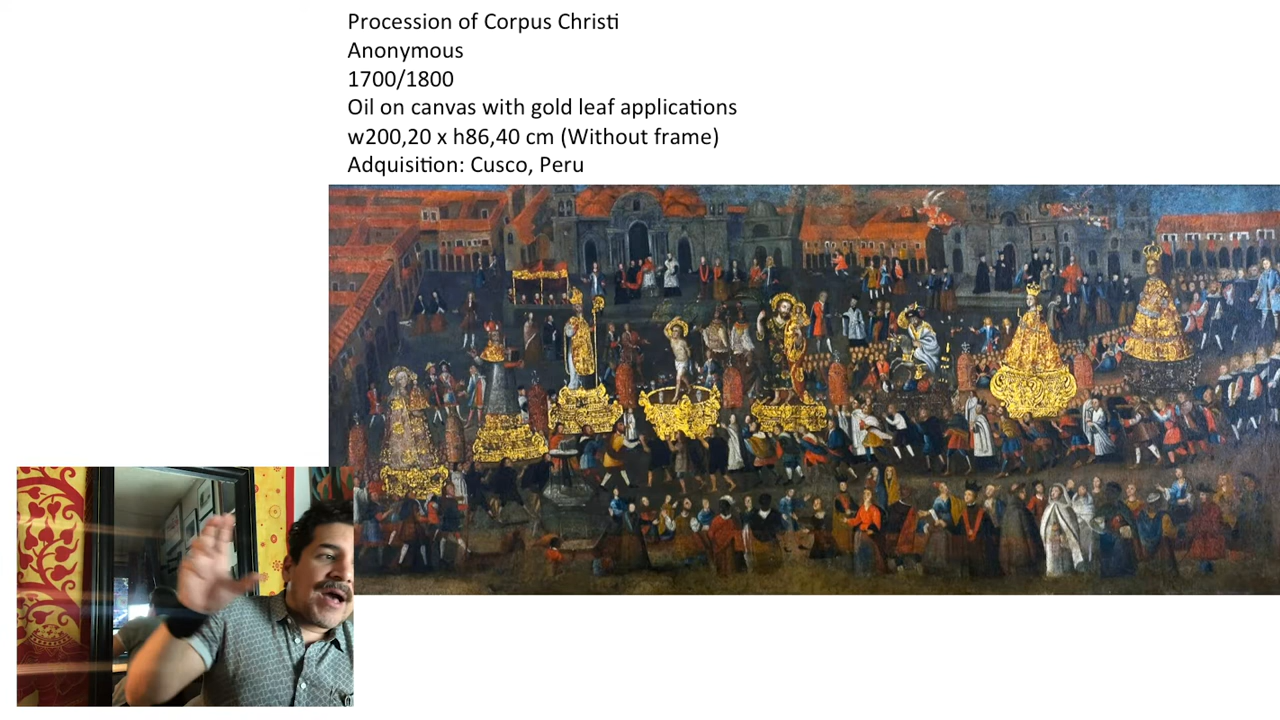 Procession of Corpus Christi
Anonymous
1700/1800
Oil on canvas with gold leaf applications
w200,20 x h86,40 cm (Without frame)
Adquisition: Cusco, Peru